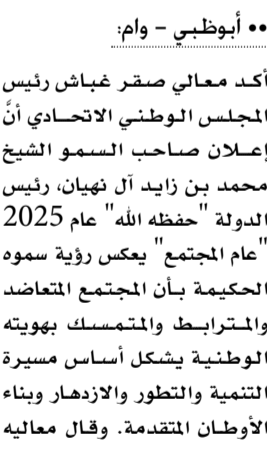 •• أبوظبي - وام:
أكد معالي صقر غباش رئيس
المجلس الوطني الاتحادي أنَّ
إعلان صاحب السمو الشيخ
محمد بن زايد آل نهيان، رئيس
الدولة "حفظه الله" عام 2025
"عام المجتمع" يعكس رؤية سموه
الحكيمة بأن المجتمع المتعاضد
والمترابط والمتمسك بهويته
الوطنية يشكل أساس مسيرة
التنمية والتطور والازدهار وبناء
الأوطان المتقدمة. وقال معاليه